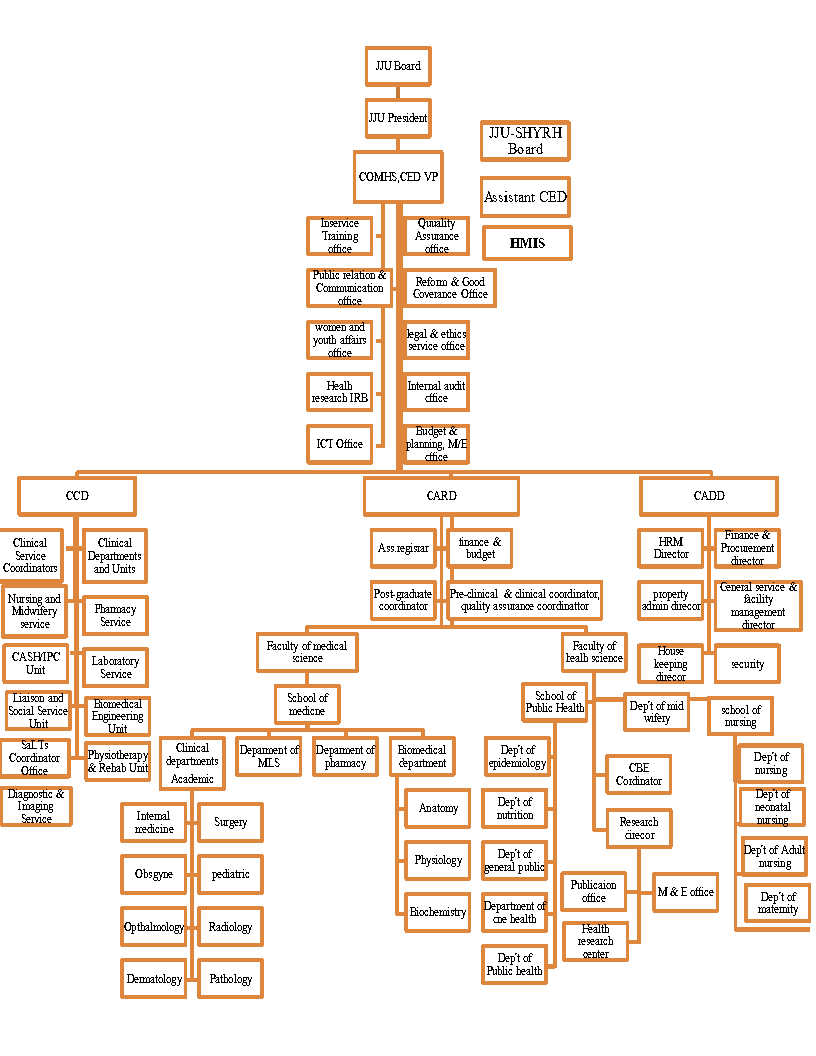 JJU Board
JJU President
JJU-SHYRH
Board
COMHS,CED VP
Assistant CED
Inservice
Training
office
Quuality
Assurance
office
HMIS
Public relation &
Communication
office
Reform & Good
Goverance Office
women and
youth affairs
office
legal & ethics
service office
Healh
research IRB
Internal audit
office
ICT Office
Budget &
planning, M/E
office
CCD
CARD
CADD
Clinical
Service
Coordinators
Clinical
Departments
and Units
Nursing and
Midwifery
service
Pharmacy
Service
CASH/IPC
Unit
Laboratory
Service
Liaison and
Social Service
Unit
Biomedical
Engineering
Unit
SaLTs
Coordinator
Office
Physiotherapy
& Rehab Unit
Diagnostic &
Imaging
Service
Ass.registrar
finance &
budget
Post-graduate
coordinator
Pre-clinical & clinical coordinator,
quality assurance coordinattor
HRM
Director
Finance &
Procurement
director
property
admin direcor
General service &
facility
management
director
House
keeping
direcor
security
Faculty of medical
science
Faculty of
healh science
School of
medicne
School of
Public Health
Dep't of mid
wifery
school of
nursing
Clinical
departments
Academic
Deparment of
MLS
Deparment of
pharmacy
Biomedical
department
Internal
medicine
Surgery
Obsgyne
pediatric
Opthalmology
Radiology
Dermatology
Pathology
Anatomy
Physiology
Biochemistry
Dep't of
epidemiology
Dep't of
nutrition
Dep't of
general public
Department of
one health
Dep't of
Public health
CBE
Cordinator
Research
direcor
Publicaion
office
M & E office
Health
research
center
Dep't of
nursing
Dep't of
neonatal
nursing
Dep't of Adult
nursing
Dep't of
maternity